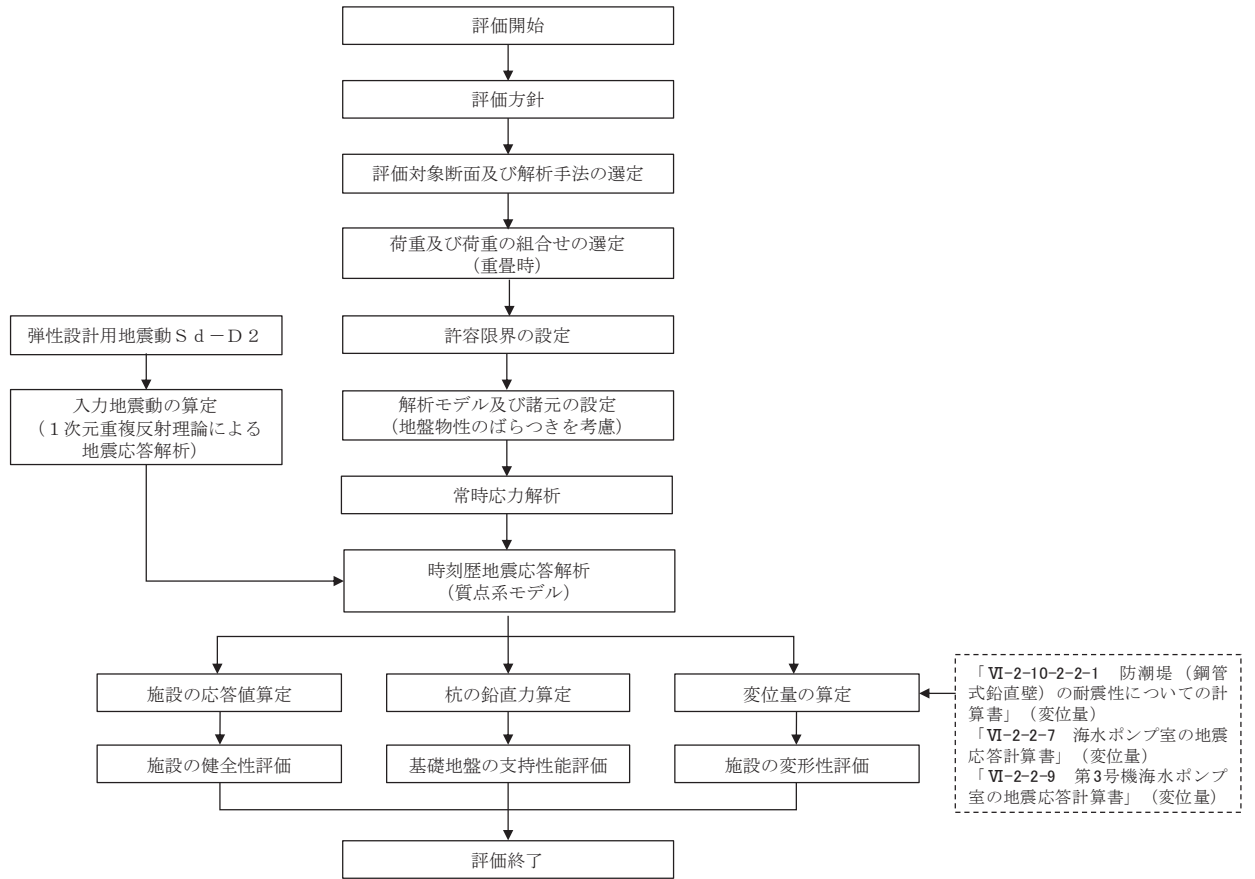 評価開始
評価方針
評価対象断面及び解析手法の選定
荷重及び荷重の組合せの選定
（重畳時）
弾性設計用地震動Ｓｄ－Ｄ２
許容限界の設定
入力地震動の算定
（１次元重複反射理論による
地震応答解析）
解析モデル及び諸元の設定
（地盤物性のばらつきを考慮）
常時応力解析
時刻歴地震応答解析
（質点系モデル）
施設の応答値算定
杭の鉛直力算定
変位量の算定
「Ⅵ-2-10-2-2-1　防潮堤（鋼管
式鉛直壁）の耐震性についての計
算書」（変位量）
「Ⅵ-2-2-7　海水ポンプ室の地震
応答計算書」（変位量）
「Ⅵ-2-2-9　第3号機海水ポンプ
室の地震応答計算書」（変位量）
施設の健全性評価
基礎地盤の支持性能評価
施設の変形性評価
評価終了